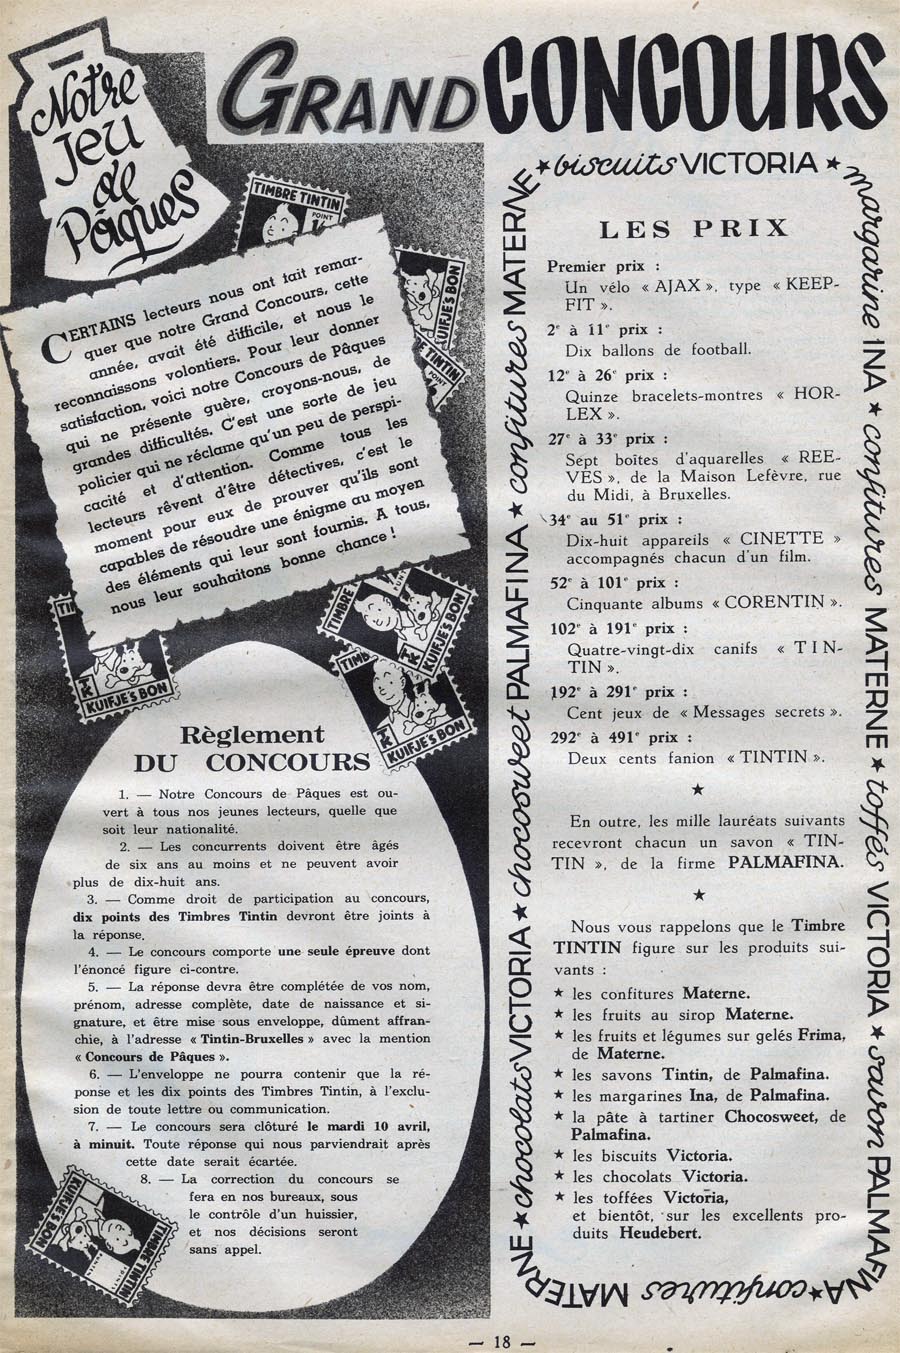 Notre
jeu
de
Pâques
GRAND CONCOURS
TIMBRE TINTIN
POINT
1
KUIFJE'S BON
TINTIN
POINT
CERTAINS lecteurs nous ont fait remar-
quer que notre Grand Concours, cette
année, avait été difficile, et nous le
reconnaissons volontiers. Pour leur donner
satisfaction, voici notre Concours de Pâques
qui ne présente guère, croyons-nous, de
grandes difficultés. C'est une sorte de jeu
policier qui ne réclame qu'un peu de perspi-
cacité et d'attention. Comme tous les
lecteurs rêvent d'être détectives, c'est le
moment pour eux de prouver qu'ils sont
capables de résoudre une énigme au moyen
des éléments qui leur sont fournis. A tous,
nous leur souhaitons bonne chance !
TI
TK
KUIFJE'S BON
TIMBRE
KUIFJE'S BON
TIMB
TK
KUIFJE'S BON
Règlement
DU CONCOURS
1. — Notre Concours de Pâques est ou-
vert à tous nos jeunes lecteurs, quelle que
soit leur nationalité.
2. — Les concurrents doivent être âgés
de six ans au moins et ne peuvent avoir
plus de dix-huit ans.
3. — Comme droit de participation au concours,
dix points des Timbres Tintin devront être joints à
la réponse.
4. — Le concours comporte une seule épreuve dont
l'énoncé figure ci-contre.
5. — La réponse devra être complétée de vos nom,
prénom, adresse complète, date de naissance et si-
gnature, et être mise sous enveloppe, dûment affran-
chie, à l'adresse « Tintin-Bruxelles » avec la mention
« Concours de Pâques ».
6. — L'enveloppe ne pourra contenir que la ré-
ponse et les dix points des Timbres Tintin, à l'exclu-
sion de toute lettre ou communication.
7. — Le concours sera clôturé le mardi 10 avril,
à minuit. Toute réponse qui nous parviendrait après
cette date serait écartée.
8. — La correction du concours se
fera en nos bureaux, sous
le contrôle d'un huissier,
et nos décisions seront
sans appel.
KUIFJE'S BON
TIMBRE TINTIN
★ biscuits VICTORIA ★
margarine INA ★ confitures MATERNE ★ toffés VICTORIA ★ savon PALMAFINA ★ confitures MATERNE ★ chocolats VICTORIA ★ chocosweet PALMAFINA ★ confitures MATERNE
LES PRIX
Premier prix :
Un vélo « AJAX », type « KEEP-
FIT ».
2e à 11e prix :
Dix ballons de football.
12e à 26e prix :
Quinze bracelets-montres « HOR-
LEX ».
27e à 33e prix :
Sept boîtes d'aquarelles « REE-
VES », de la Maison Lefèvre, rue
du Midi, à Bruxelles.
34e au 51e prix :
Dix-huit appareils « CINETTE »
accompagnés chacun d'un film.
52e à 101e prix :
Cinquante albums « CORENTIN ».
102e à 191e prix :
Quatre-vingt-dix canifs « TIN-
TIN ».
192e à 291e prix :
Cent jeux de « Messages secrets ».
292e à 491e prix :
Deux cents fanion « TINTIN ».
★
En outre, les mille lauréats suivants
recevront chacun un savon « TIN-
TIN », de la firme PALMAFINA.
★
Nous vous rappelons que le Timbre
TINTIN figure sur les produits sui-
vants :
★ les confitures Materne.
★ les fruits au sirop Materne.
★ les fruits et légumes sur gelés Frima,
de Materne.
★ les savons Tintin, de Palmafina.
★ les margarines Ina, de Palmafina.
★ la pâte à tartiner Chocosweet, de
Palmafina.
★ les biscuits Victoria.
★ les chocolats Victoria.
★ les toffées Victoria,
et bientôt, sur les excellents pro-
duits Heudebert.
— 18 —